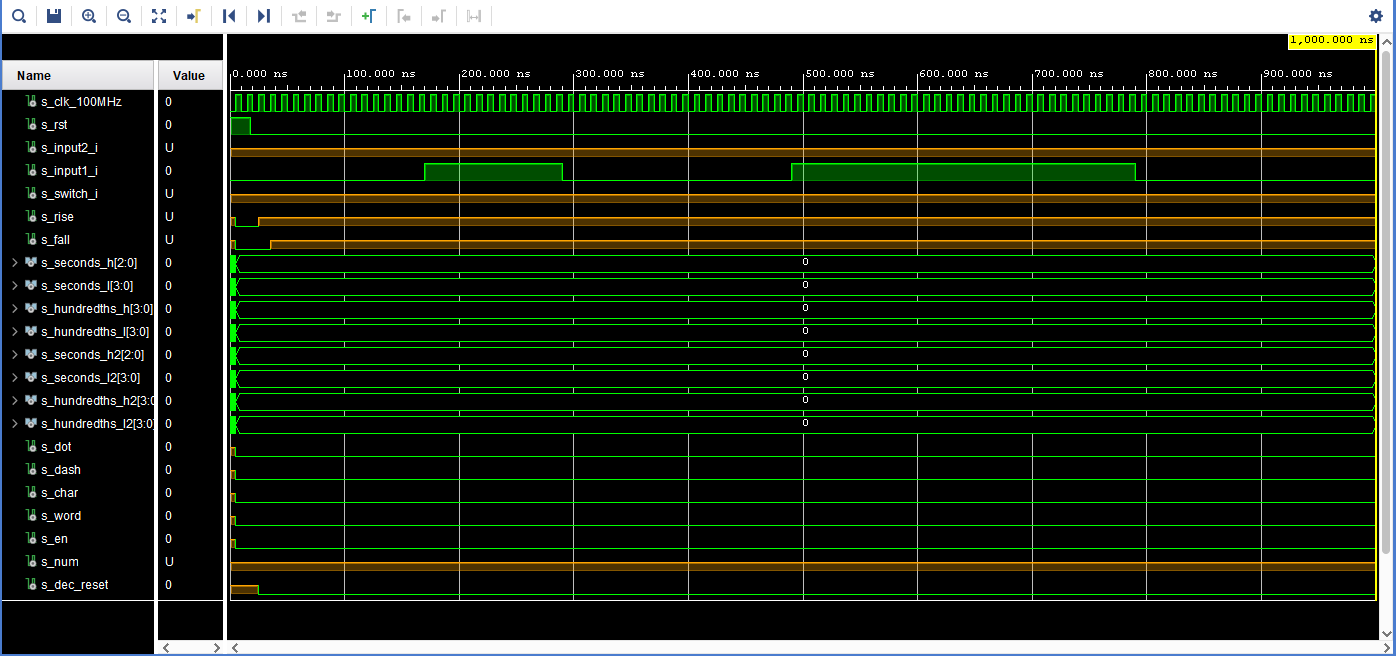 1,000.000 ns
Name Value 0.000 ns 100.000 ns 200.000 ns 300.000 ns 400.000 ns 500.000 ns 600.000 ns 700.000 ns 800.000 ns 900.000 ns
s_clk_100MHz 0
s_rst 0
s_input2_i U
s_input1_i 0
s_switch_i U
s_rise U
s_fall U
s_seconds_h[2:0] 0 0
s_seconds_l[3:0] 0 0
s_hundredths_h[3:0] 0 0
s_hundredths_l[3:0] 0 0
s_seconds_h2[2:0] 0 0
s_seconds_l2[3:0] 0 0
s_hundredths_h2[3:0 0 0
s_hundredths_l2[3:0] 0 0
s_dot 0
s_dash 0
s_char 0
s_word 0
s_en 0
s_num U
s_dec_reset 0